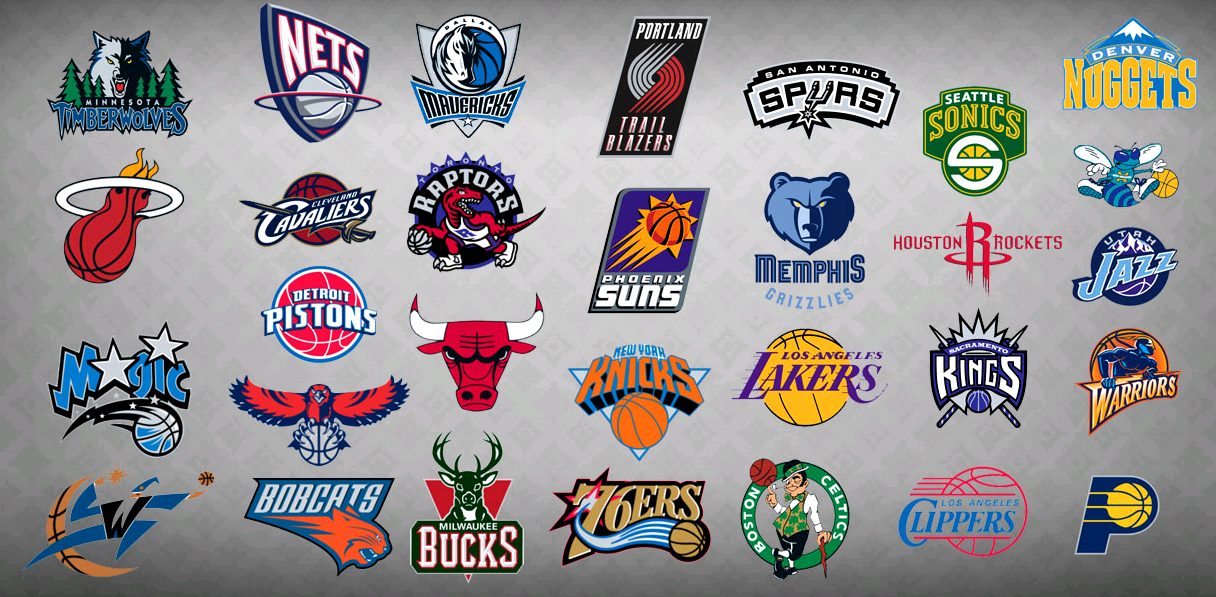 MINNESOTA
TIMBERWOLVES
NETS
DALLAS
MAVERICKS
PORTLAND
TRAIL
BLAZERS
SAN ANTONIO
SPURS
SEATTLE
SONICS
S
DENVER
NUGGETS
CLEVELAND
CAVALIERS
TORONTO
RAPTORS
R
PHOENIX
SUNS
MEMPHIS
GRIZZLIES
HOUSTON R ROCKETS
UTAH
JAZZ
DETROIT
PISTONS
MAGIC
NEW YORK
KNICKS
LOS ANGELES
LAKERS
SACRAMENTO
KINGS
WARRIORS
W
BOBCATS
MILWAUKEE
BUCKS
76ERS
BOSTON CELTICS
LOS ANGELES
CLIPPERS
P